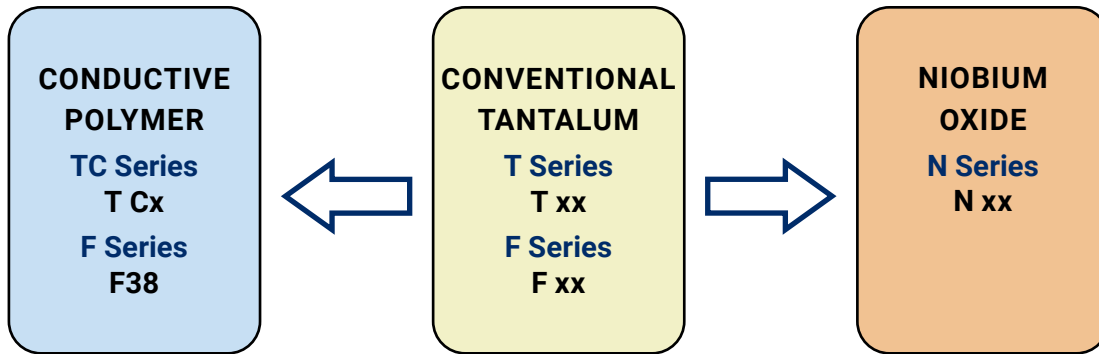 CONDUCTIVE
POLYMER
TC Series
T Cx
F Series
F38
CONVENTIONAL
TANTALUM
T Series
T xx
F Series
F xx
NIOBIUM
OXIDE
N Series
N xx